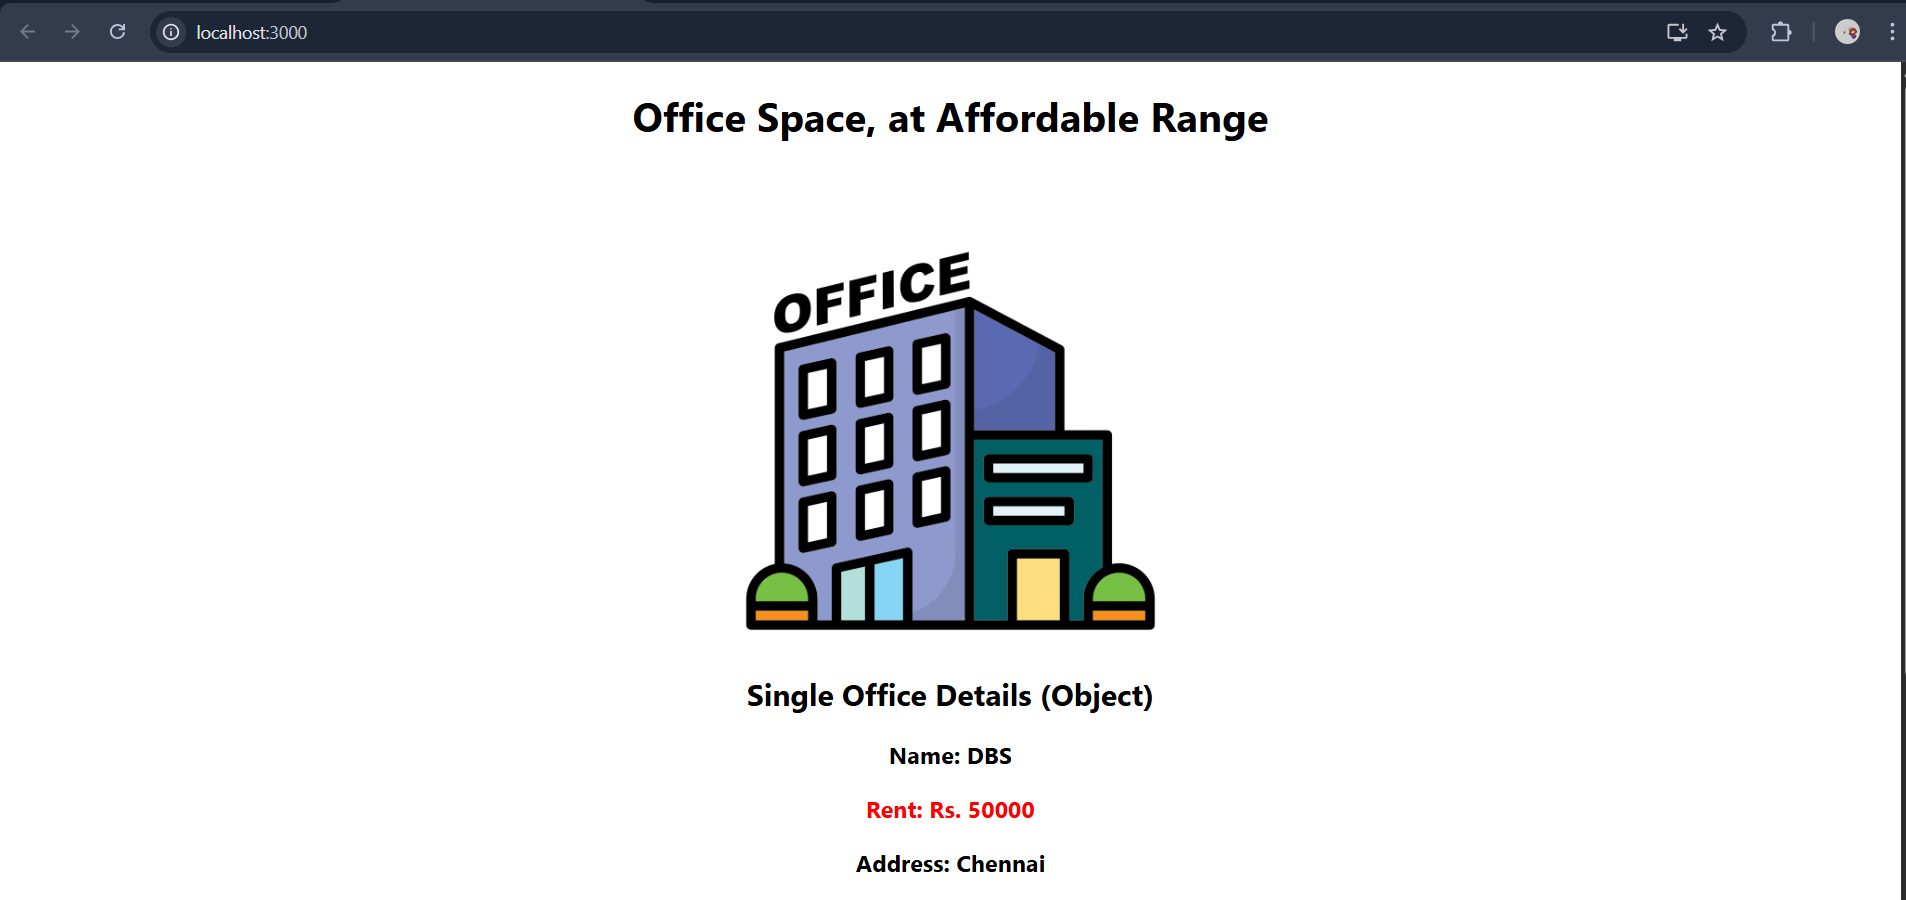 localhost:3000
Office Space, at Affordable Range
OFFICE
Single Office Details (Object)
Name: DBS
Rent: Rs. 50000
Address: Chennai